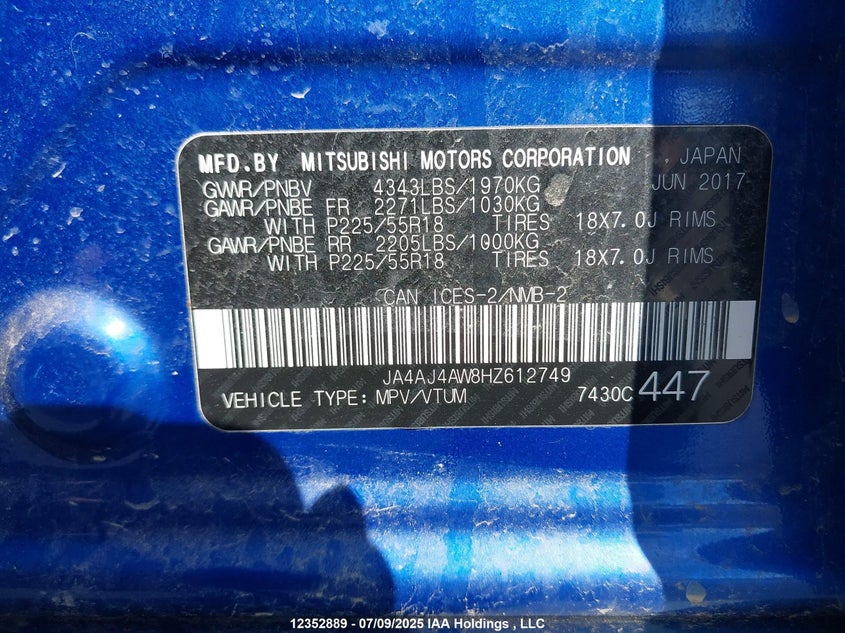 MFD.BY MITSUBISHI MOTORS CORPORATION , JAPAN
GVWR/PNBV 4343LBS/1970KG JUN 2017
GAWR/PNBE FR 2271LBS/1030KG
WITH P225/55R18 TIRES 18X7.0J RIMS
GAWR/PNBE RR 2205LBS/1000KG
WITH P225/55R18 TIRES 18X7.0J RIMS
CAN ICES-2/NMB-2
JA4AJ4AW8HZ612749
VEHICLE TYPE: MPV/VTUM 7430C 447
12352889 - 07/09/2025 IAA Holdings , LLC